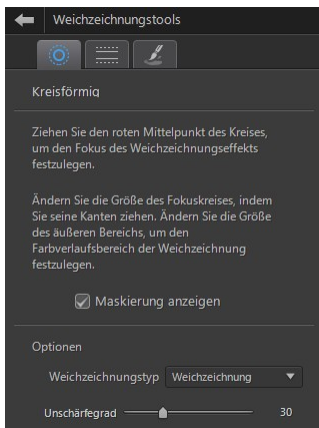 Weichzeichnungstools
Kreisförmig
Ziehen Sie den roten Mittelpunkt des Kreises,
um den Fokus des Weichzeichnungseffekts
festzulegen.
Ändern Sie die Größe des Fokuskreises, indem
Sie seine Kanten ziehen. Ändern Sie die Größe
des äußeren Bereichs, um den
Farbverlaufsbereich der Weichzeichnung
festzulegen.
Maskierung anzeigen
Optionen
Weichzeichnungstyp Weichzeichnung
Unschärfegrad 30